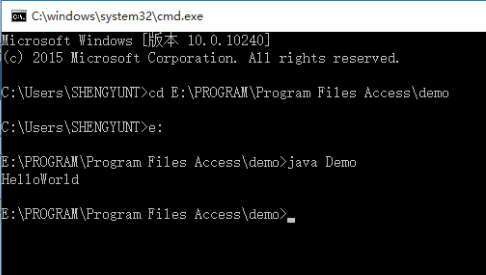 C:\windows\system32\cmd.exe
Microsoft Windows [版本 10.0.10240]
(c) 2015 Microsoft Corporation. All rights reserved.
C:\Users\SHENGYUNT>cd E:\PROGRAM\Program Files Access\demo
C:\Users\SHENGYUNT>e:
E:\PROGRAM\Program Files Access\demo>java Demo
HelloWorld
E:\PROGRAM\Program Files Access\demo>